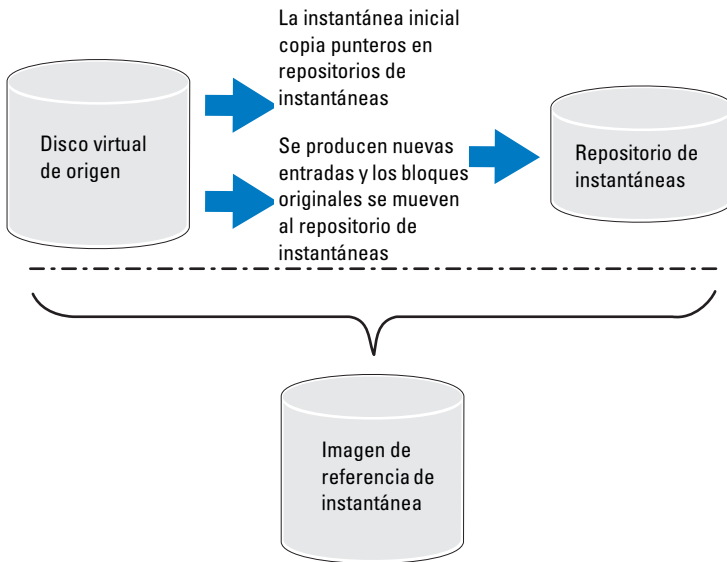 La instantánea inicial
copia punteros en
repositorios de
instantáneas
Disco virtual
de origen
Se producen nuevas
entradas y los bloques
originales se mueven
al repositorio de
instantáneas
Repositorio de
instantáneas
Imagen de
referencia de
instantánea